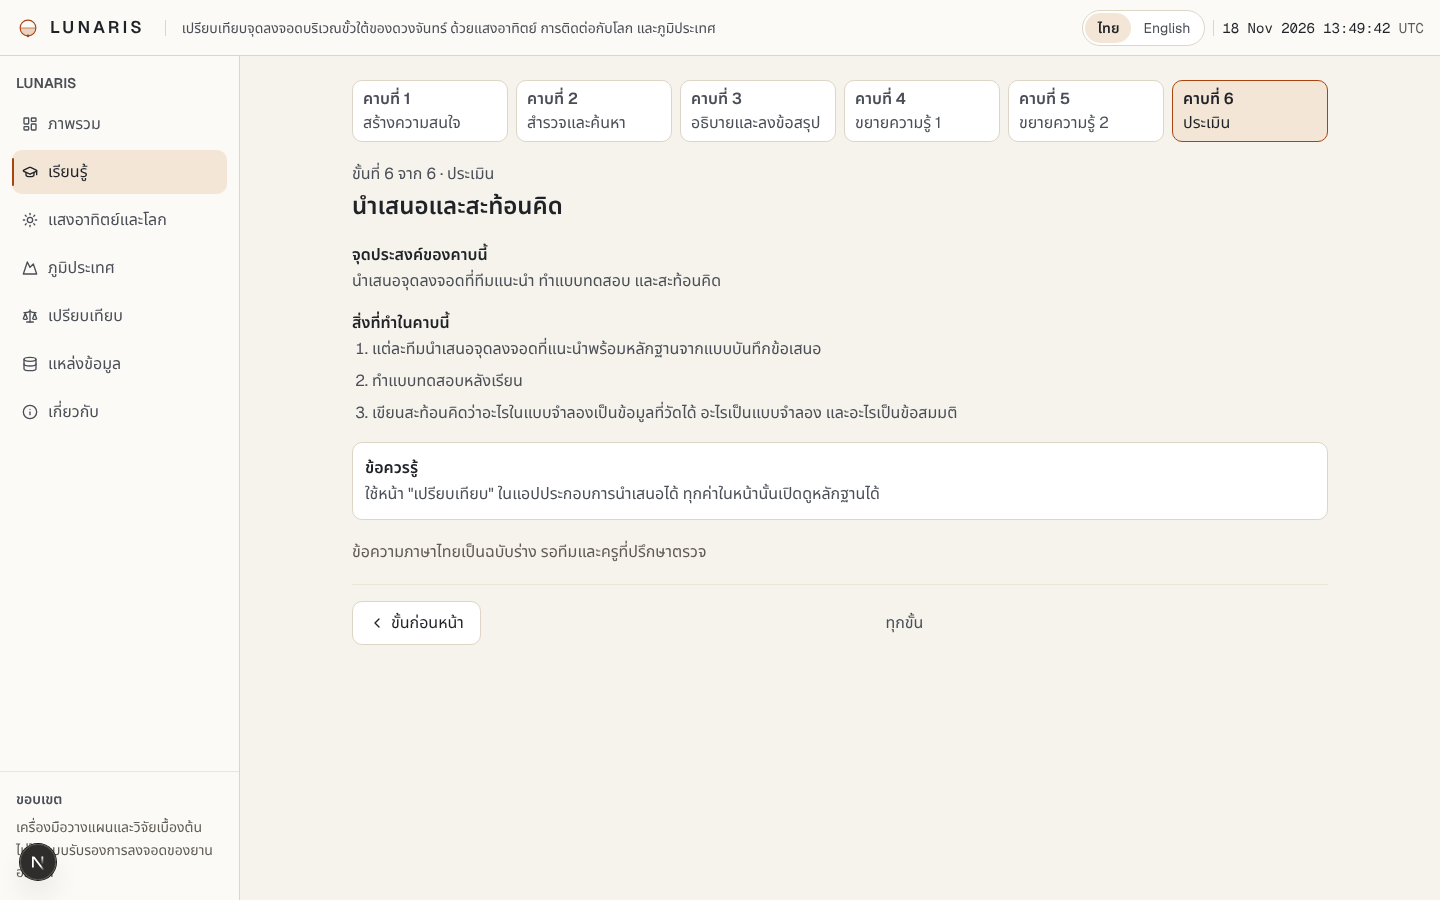 LUNARIS
เปรียบเทียบจุดลงจอดบริเวณขั้วใต้ของดวงจันทร์ ด้วยแสงอาทิตย์ การติดต่อกับโลก และภูมิประเทศ
ไทย
English
18 Nov 2026 13:49:42 UTC
LUNARIS
ภาพรวม
เรียนรู้
แสงอาทิตย์และโลก
ภูมิประเทศ
เปรียบเทียบ
แหล่งข้อมูล
เกี่ยวกับ
ขอบเขต
เครื่องมือวางแผนและวิจัยเบื้องต้น
บบรับรองการลงจอดของยาน
N
คาบที่ 1
สร้างความสนใจ
คาบที่ 2
สำรวจและค้นหา
คาบที่ 3
อธิบายและลงข้อสรุป
คาบที่ 4
ขยายความรู้ 1
คาบที่ 5
ขยายความรู้ 2
คาบที่ 6
ประเมิน
ขั้นที่ 6 จาก 6 · ประเมิน
นำเสนอและสะท้อนคิด
จุดประสงค์ของคาบนี้
นำเสนอจุดลงจอดที่ทีมแนะนำ ทำแบบทดสอบ และสะท้อนคิด
สิ่งที่ทำในคาบนี้
1. แต่ละทีมนำเสนอจุดลงจอดที่แนะนำพร้อมหลักฐานจากแบบบันทึกข้อเสนอ
2. ทำแบบทดสอบหลังเรียน
3. เขียนสะท้อนคิดว่าอะไรในแบบจำลองเป็นข้อมูลที่วัดได้ อะไรเป็นแบบจำลอง และอะไรเป็นข้อสมมติ
ข้อควรรู้
ใช้หน้า "เปรียบเทียบ" ในแอปประกอบการนำเสนอได้ ทุกค่าในหน้านั้นเปิดดูหลักฐานได้
ข้อความภาษาไทยเป็นฉบับร่าง รอทีมและครูที่ปรึกษาตรวจ
ขั้นก่อนหน้า
ทุกขั้น